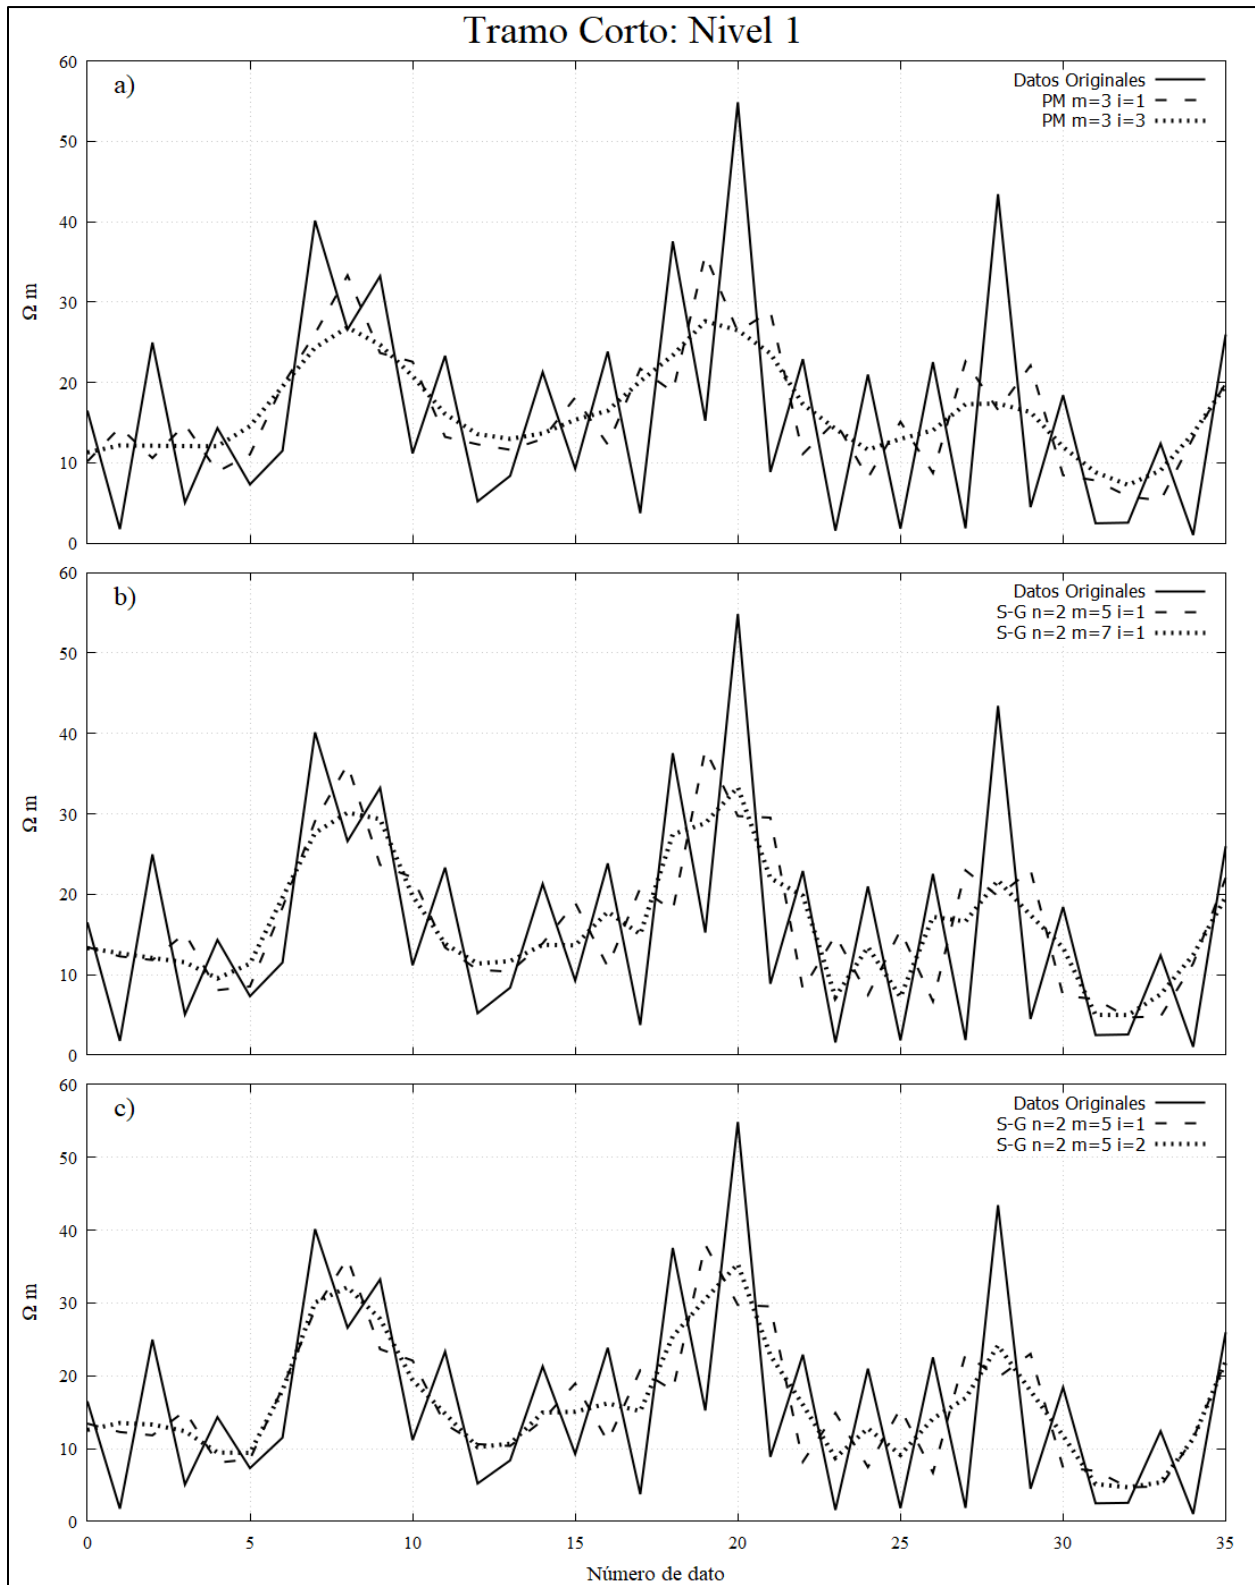 Tramo Corto: Nivel 1
a)
Datos Originales
PM m=3 i=1
PM m=3 i=3
60
50
40
30
20
10
0
Ω m
b)
Datos Originales
S-G n=2 m=5 i=1
S-G n=2 m=7 i=1
60
50
40
30
20
10
0
Ω m
c)
Datos Originales
S-G n=2 m=5 i=1
S-G n=2 m=5 i=2
60
50
40
30
20
10
0
Ω m
0 5 10 15 20 25 30 35
Número de dato